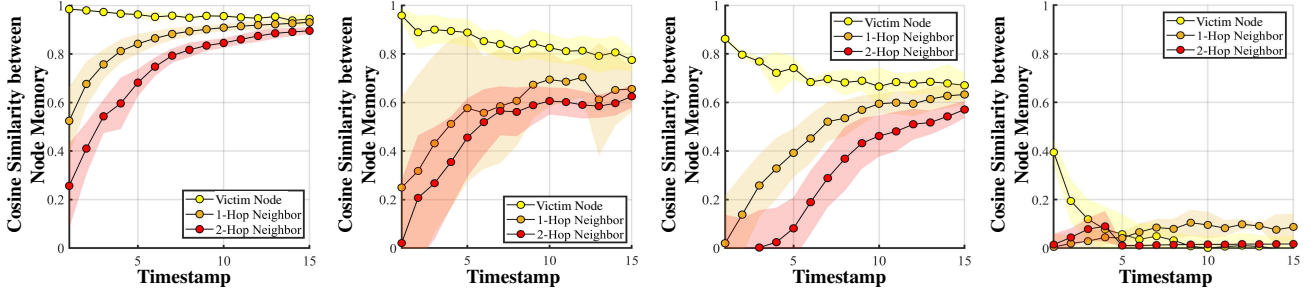 Cosine Similarity between
Node Memory
1
0.8
0.6
0.4
0.2
0
5
10
15
Timestamp
Victim Node
1-Hop Neighbor
2-Hop Neighbor
Cosine Similarity between
Node Memory
1
0.8
0.6
0.4
0.2
0
5
10
15
Timestamp
Victim Node
1-Hop Neighbor
2-Hop Neighbor
Cosine Similarity between
Node Memory
1
0.8
0.6
0.4
0.2
0
5
10
15
Timestamp
Victim Node
1-Hop Neighbor
2-Hop Neighbor
Cosine Similarity between
Node Memory
1
0.8
0.6
0.4
0.2
0
5
10
15
Timestamp
Victim Node
1-Hop Neighbor
2-Hop Neighbor